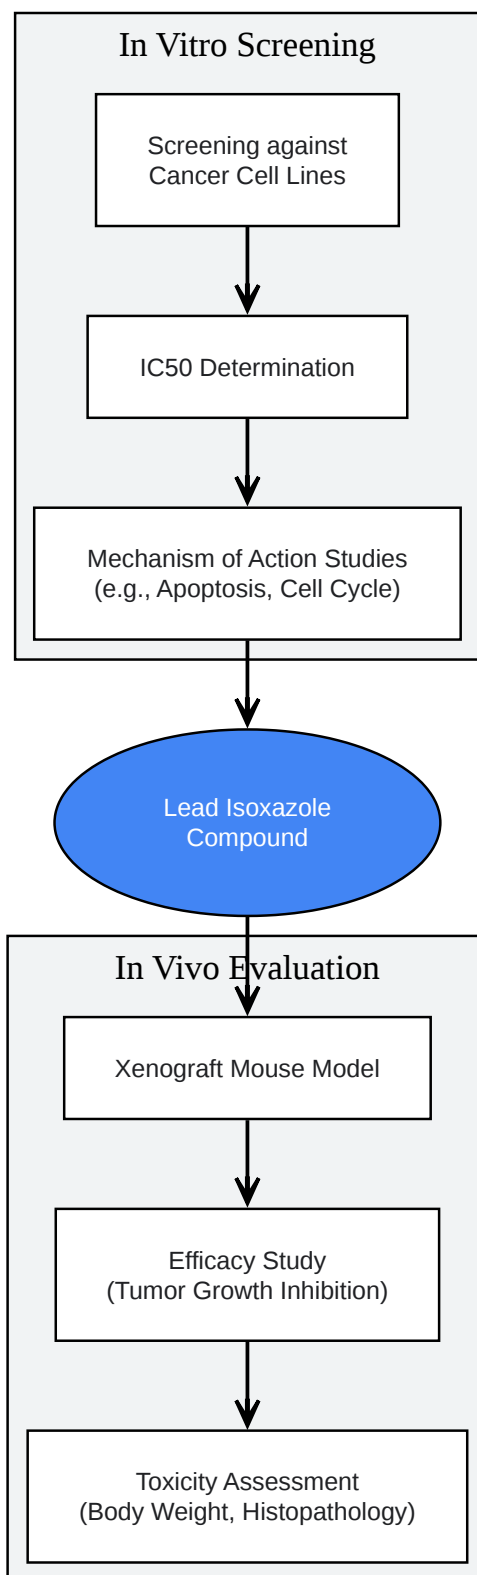 In Vitro Screening
Screening against
Cancer Cell Lines
IC50 Determination
Mechanism of Action Studies
(e.g., Apoptosis, Cell Cycle)
Lead Isoxazole
Compound
In Vivo Evaluation
Xenograft Mouse Model
Efficacy Study
(Tumor Growth Inhibition)
Toxicity Assessment
(Body Weight, Histopathology)